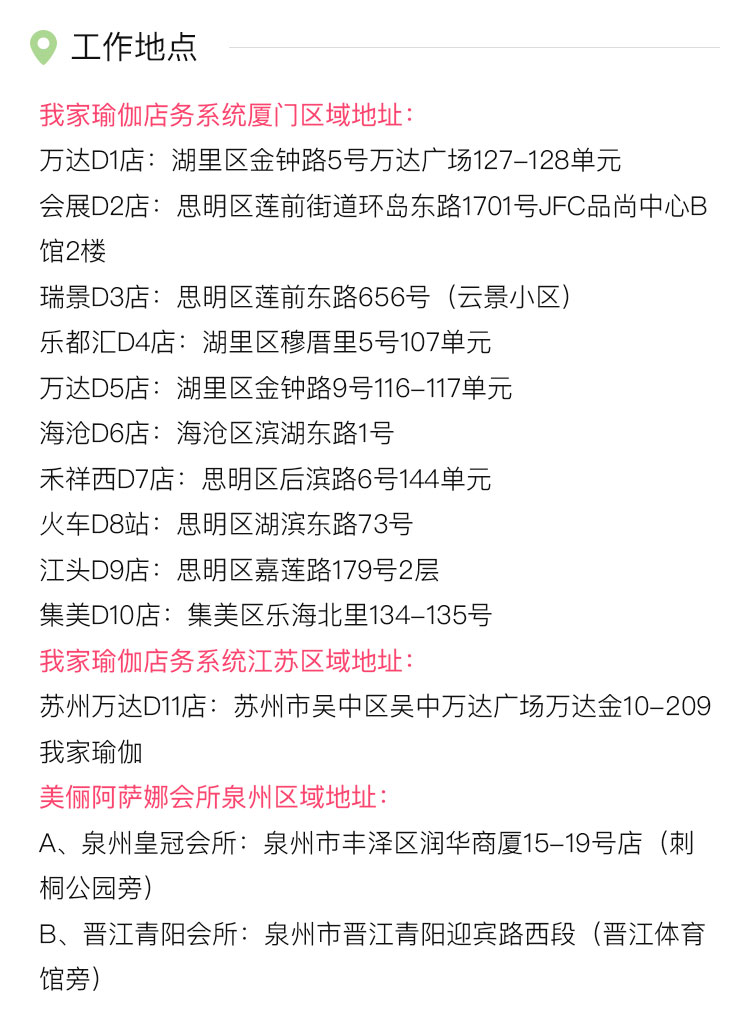 工作地点
我家瑜伽店务系统厦门区域地址：
万达D1店：湖里区金钟路5号万达广场127-128单元
会展D2店：思明区莲前街道环岛东路1701号JFC品尚中心B
馆2楼
瑞景D3店：思明区莲前东路656号（云景小区）
乐都汇D4店：湖里区穆厝里5号107单元
万达D5店：湖里区金钟路9号116-117单元
海沧D6店：海沧区滨湖东路1号
禾祥西D7店：思明区后滨路6号144单元
火车D8站：思明区湖滨东路73号
江头D9店：思明区嘉莲路179号2层
集美D10店：集美区乐海北里134-135号
我家瑜伽店务系统江苏区域地址：
苏州万达D11店：苏州市吴中区吴中万达广场万达金10-209
我家瑜伽
美俪阿萨娜会所泉州区域地址：
A、泉州皇冠会所：泉州市丰泽区润华商厦15-19号店（刺
桐公园旁）
B、晋江青阳会所：泉州市晋江青阳迎宾路西段（晋江体育
馆旁）